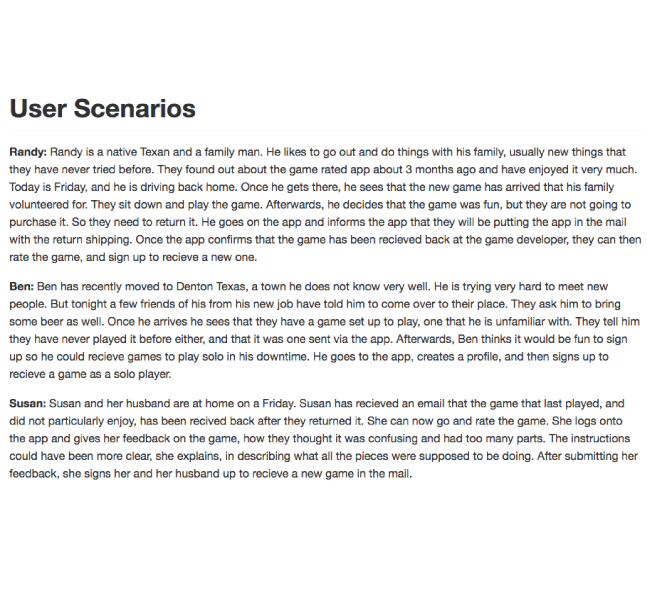 User Scenarios
Randy: Randy is a native Texan and a family man. He likes to go out and do things with his family, usually new things that
they have never tried before. They found out about the game rated app about 3 months ago and have enjoyed it very much.
Today is Friday, and he is driving back home. Once he gets there, he sees that the new game has arrived that his family
volunteered for. They sit down and play the game. Afterwards, he decides that the game was fun, but they are not going to
purchase it. So they need to return it. He goes on the app and informs the app that they will be putting the app in the mail
with the return shipping. Once the app confirms that the game has been recieved back at the game developer, they can then
rate the game, and sign up to recieve a new one.
Ben: Ben has recently moved to Denton Texas, a town he does not know very well. He is trying very hard to meet new
people. But tonight a few friends of his from his new job have told him to come over to their place. They ask him to bring
some beer as well. Once he arrives he sees that they have a game set up to play, one that he is unfamiliar with. They tell him
they have never played it before either, and that it was one sent via the app. Afterwards, Ben thinks it would be fun to sign
up so he could recieve games to play solo in his downtime. He goes to the app, creates a profile, and then signs up to
recieve a game as a solo player.
Susan: Susan and her husband are at home on a Friday. Susan has recieved an email that the game that last played, and
did not particularly enjoy, has been recived back after they returned it. She can now go and rate the game. She logs onto
the app and gives her feedback on the game, how they thought it was confusing and had too many parts. The instructions
could have been more clear, she explains, in describing what all the pieces were supposed to be doing. After submitting her
feedback, she signs her and her husband up to recieve a new game in the mail.